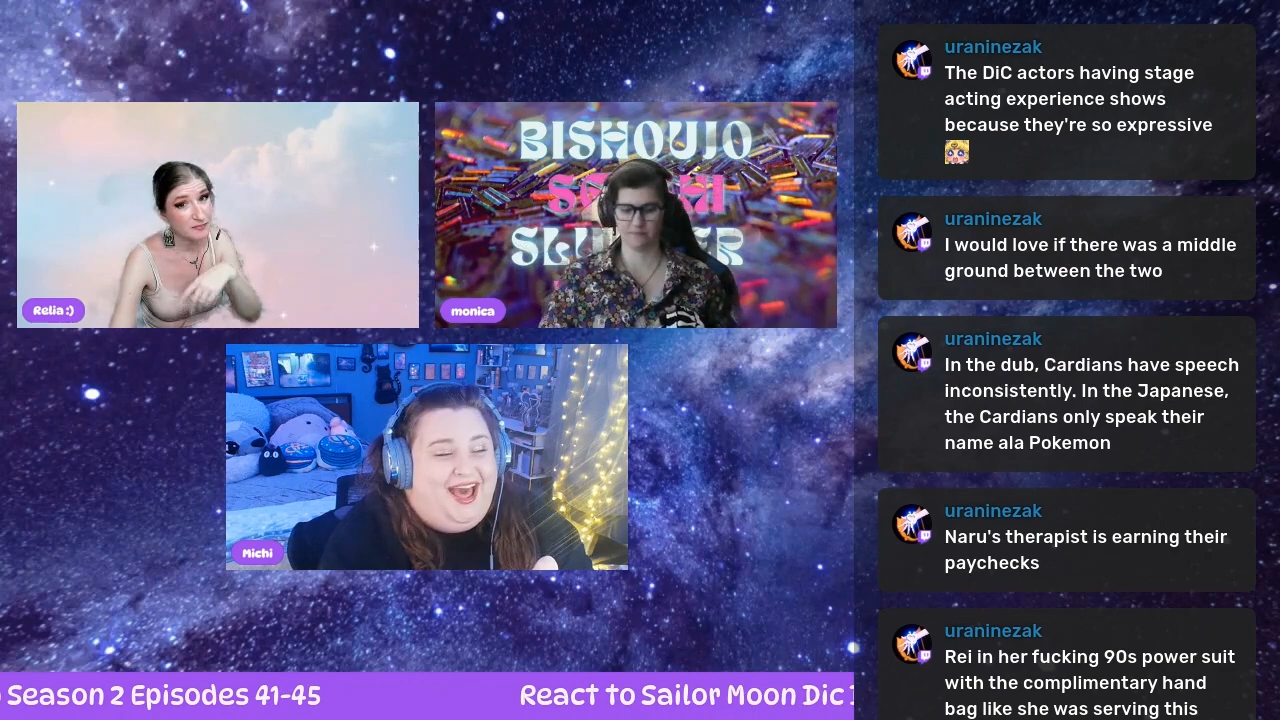 BISHOUJO
Relia :)
monica
Michi
Season 2 Episodes 41-45
React to Sailor Moon Dic
uraninezak
The DiC actors having stage
acting experience shows
because they're so expressive
uraninezak
I would love if there was a middle
ground between the two
uraninezak
In the dub, Cardians have speech
inconsistently. In the Japanese,
the Cardians only speak their
name ala Pokemon
uraninezak
Naru's therapist is earning their
paychecks
uraninezak
Rei in her fucking 90s power suit
with the complimentary hand
bag like she was serving this